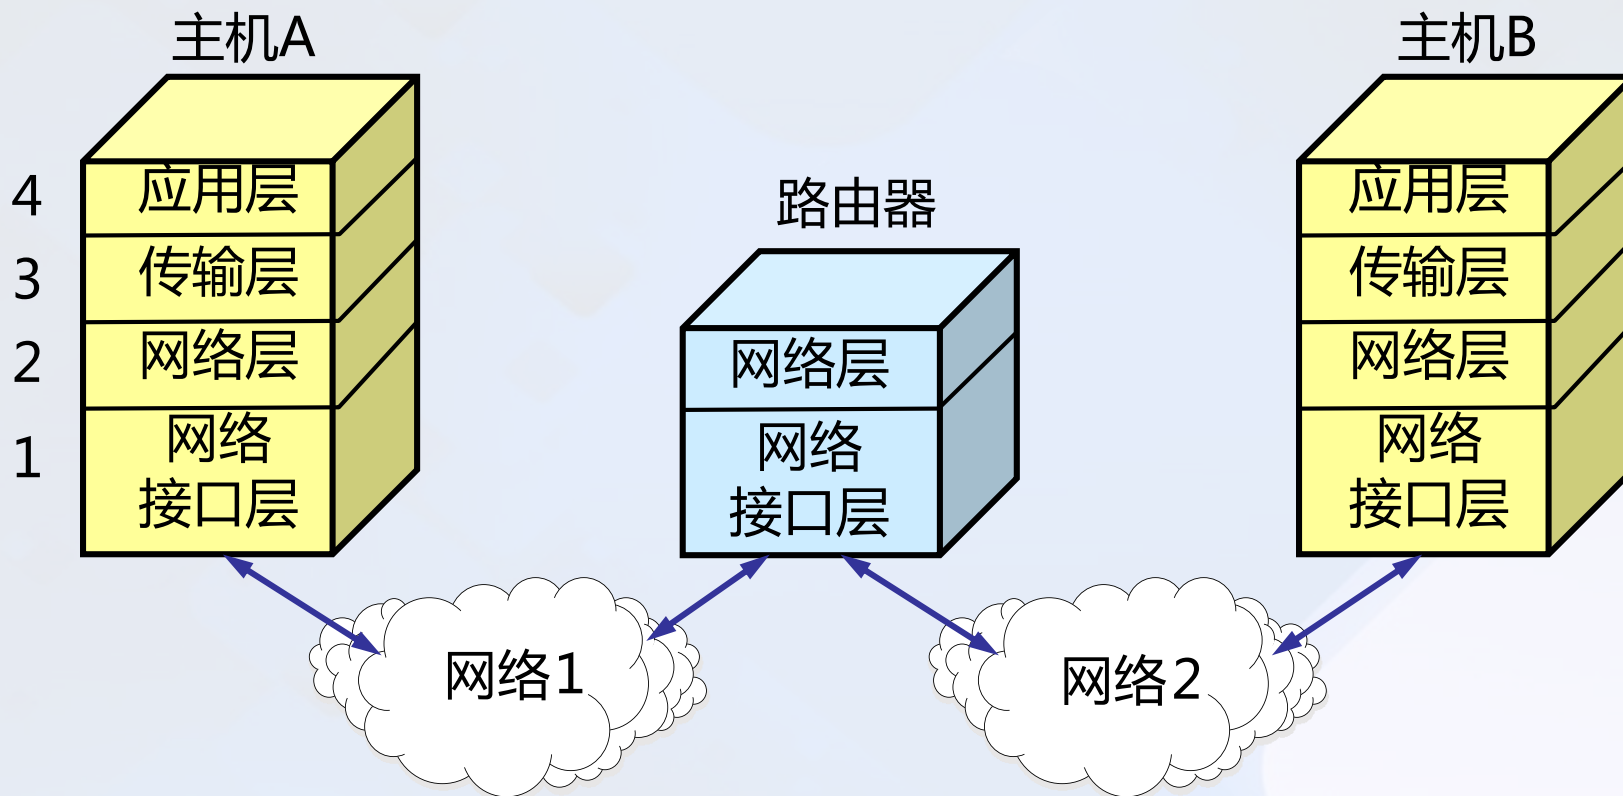 主机A
4 应用层
3 传输层
2 网络层
1 网络
接口层
路由器
网络层
网络
接口层
主机B
应用层
传输层
网络层
网络
接口层
网络1
网络2